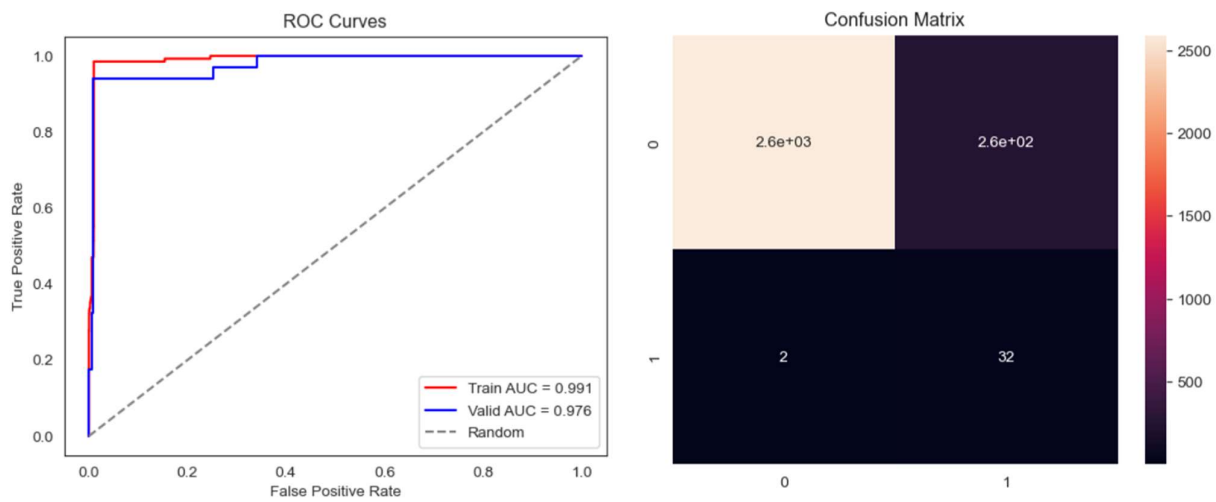 ROC Curves
1.0
0.8
0.6
0.4
0.2
0.0
True Positive Rate
Train AUC = 0.991
Valid AUC = 0.976
Random
0.0 0.2 0.4 0.6 0.8 1.0
False Positive Rate
Confusion Matrix
0
2.6e+03 2.6e+02
1
2 32
0 1
2500
2000
1500
1000
500